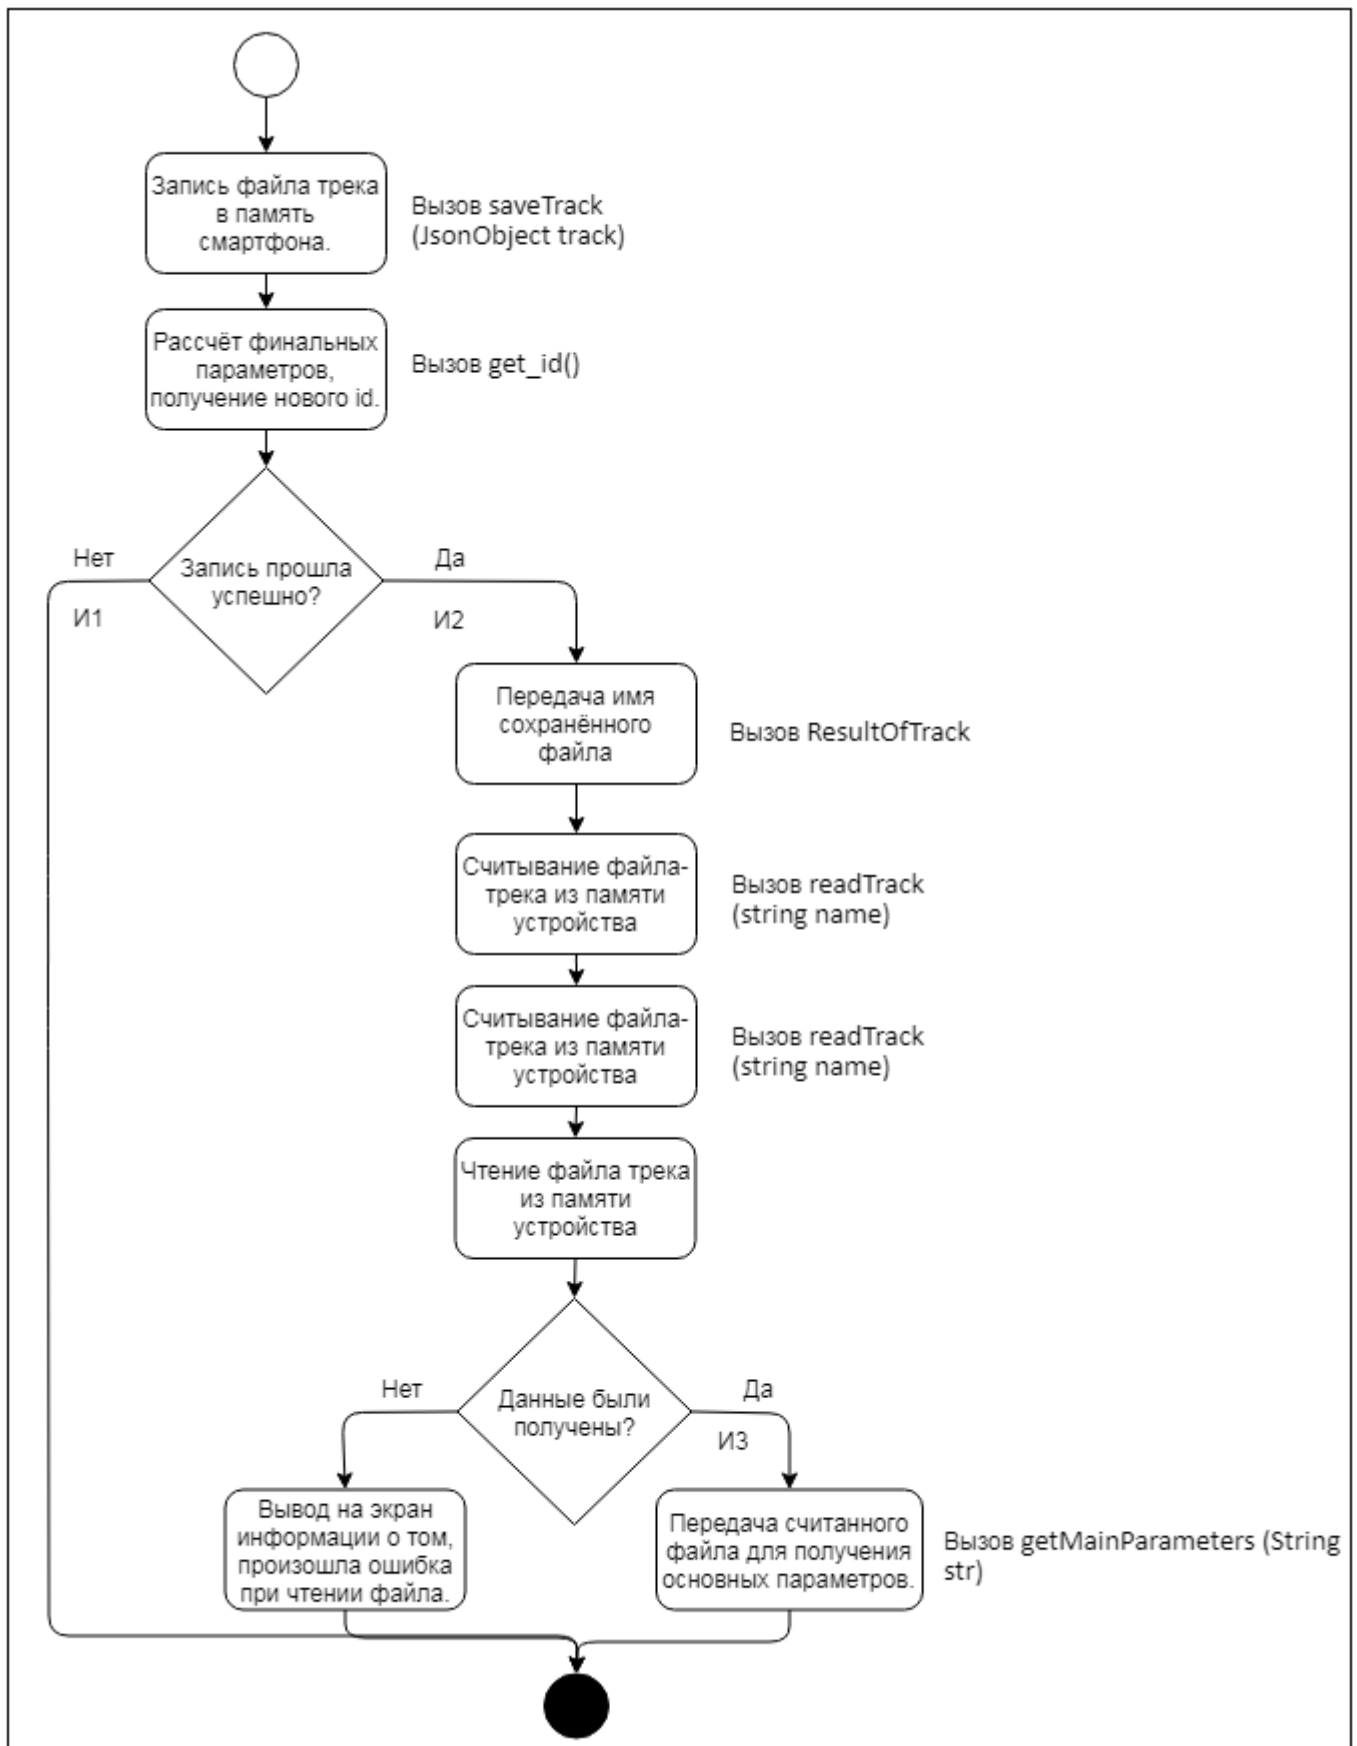 Запись файла трека
в память
смартфона.
Вызов saveTrack
(JsonObject track)
Рассчёт финальных
параметров,
получение нового id.
Вызов get_id()
Нет
Да
Запись прошла
успешно?
И1
И2
Передача имя
сохранённого
файла
Вызов ResultOfTrack
Считывание файла-
трека из памяти
устройства
Вызов readTrack
(string name)
Считывание файла-
трека из памяти
устройства
Вызов readTrack
(string name)
Чтение файла трека
из памяти
устройства
Нет
Да
Данные были
получены?
И3
Вывод на экран
информации о том,
произошла ошибка
при чтении файла.
Передача считанного
файла для получения
основных параметров.
Вызов getMainParameters (String
str)